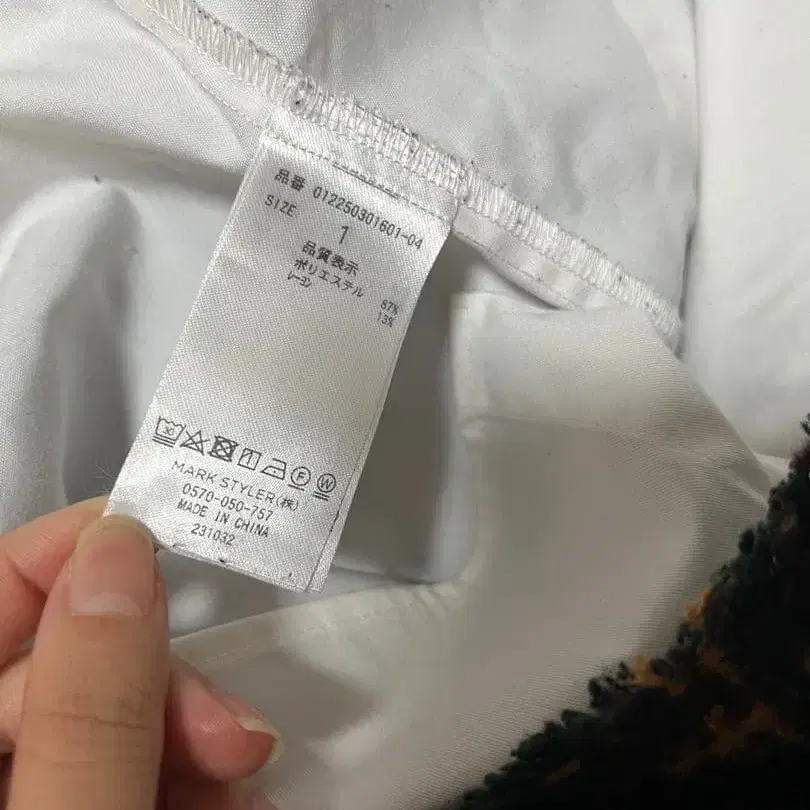 品番 012250301601-04
SIZE 1
品質表示
ポリエステル 87%
レーヨン 13%
30
F W
MARK STYLER(株)
0570-050-757
MADE IN CHINA
231032